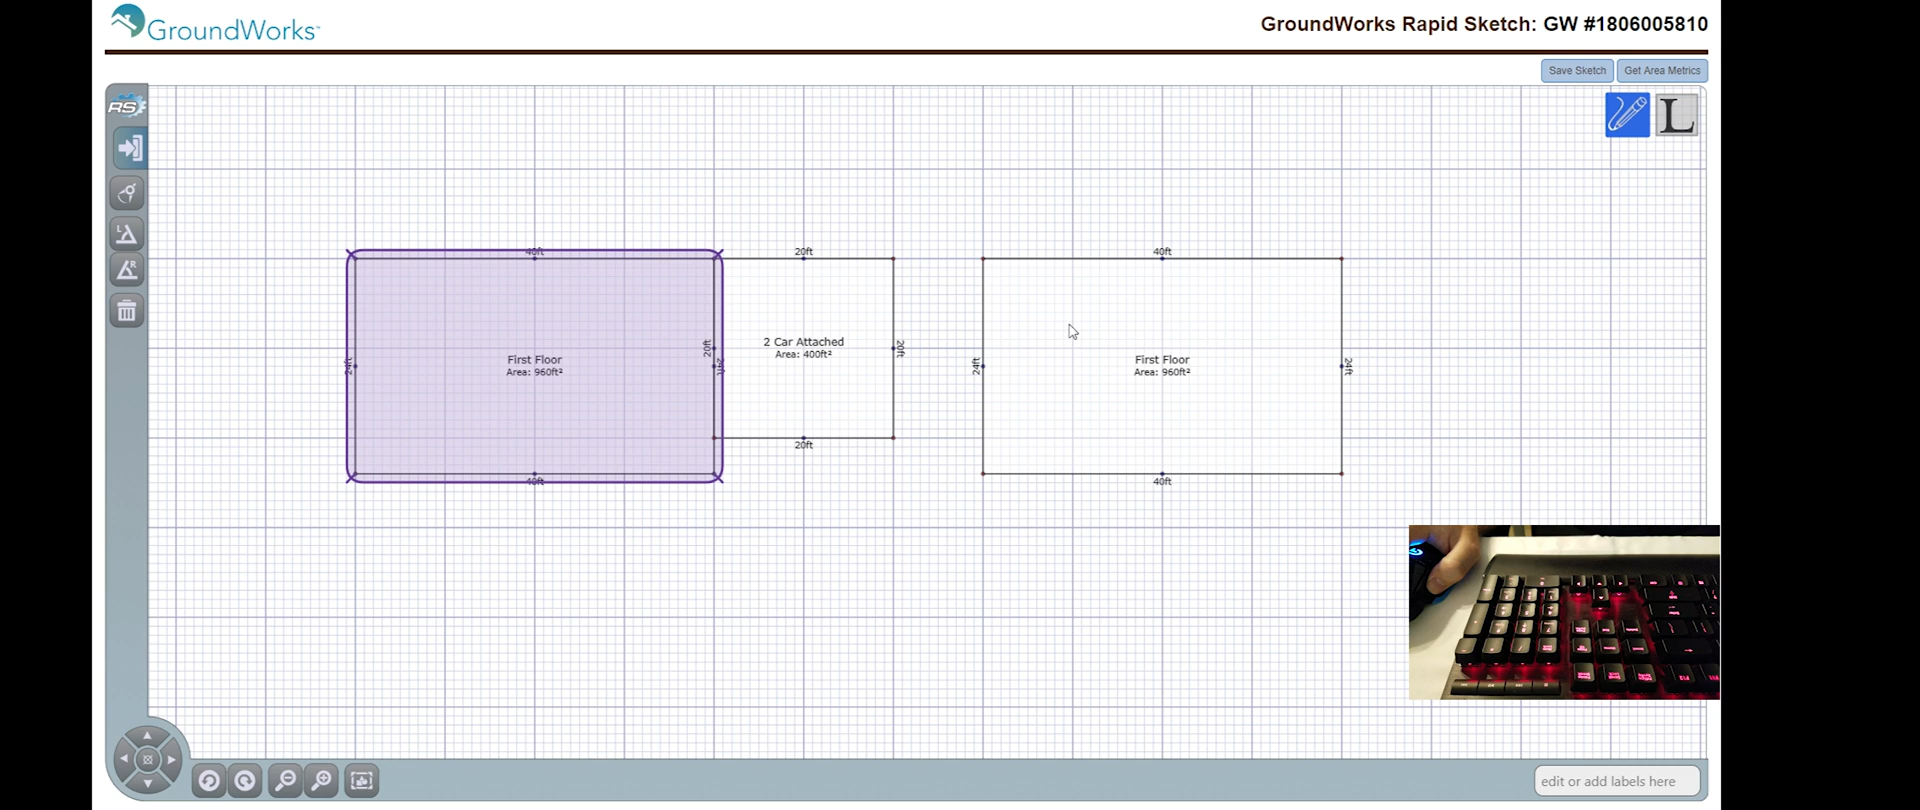 GroundWorks
GroundWorks Rapid Sketch: GW #1806005810
Save Sketch
Get Area Metrics
RS
L
L
R
40ft
20ft
40ft
24ft
First Floor
Area: 960ft²
20ft
24ft
2 Car Attached
Area: 400ft²
20ft
24ft
First Floor
Area: 960ft²
24ft
40ft
20ft
40ft
edit or add labels here